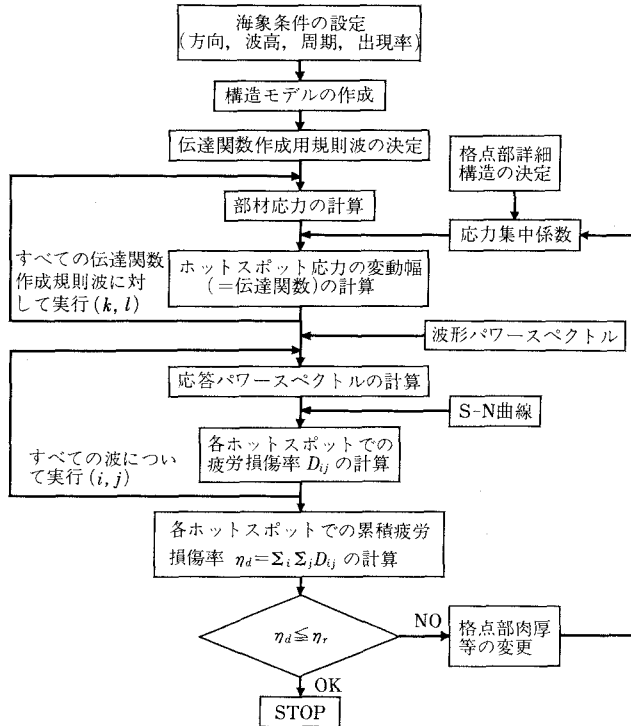 海象条件の設定
(方向, 波高, 周期, 出現率)
構造モデルの作成
伝達関数作成用規則波の決定
格点部詳細
構造の決定
部材応力の計算
応力集中係数
すべての伝達関数
作成規則波に対
して実行(k, l)
ホットスポット応力の変動幅
(=伝達関数)の計算
波形パワースペクトル
応答パワースペクトルの計算
S-N曲線
すべての波につい
て実行(i, j)
各ホットスポットでの
疲労損傷率 D_{ij} の計算
各ホットスポットでの累積疲労
損傷率 η_d=Σ_iΣ_jD_{ij} の計算
η_d≦η_r
NO
格点部肉厚
等の変更
OK
STOP